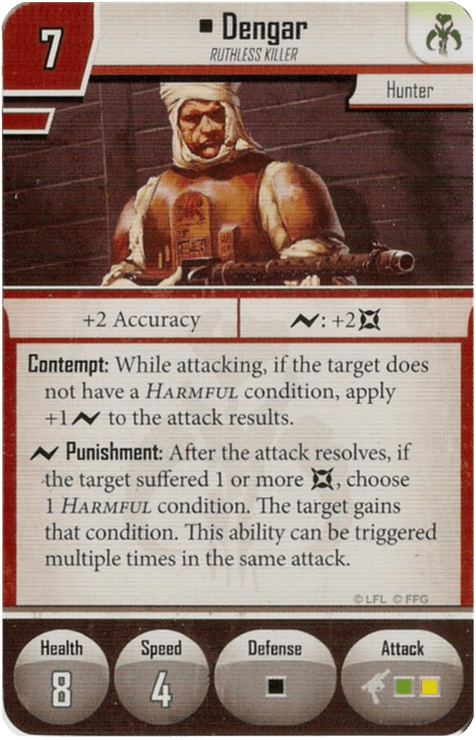 7
Dengar
RUTHLESS KILLER
Hunter
+2 Accuracy
: +2
Contempt: While attacking, if the target does
not have a HARMFUL condition, apply
+1 to the attack results.
Punishment: After the attack resolves, if
the target suffered 1 or more , choose
1 HARMFUL condition. The target gains
that condition. This ability can be triggered
multiple times in the same attack.
© LFL © FFG
Health
8
Speed
4
Defense
Attack